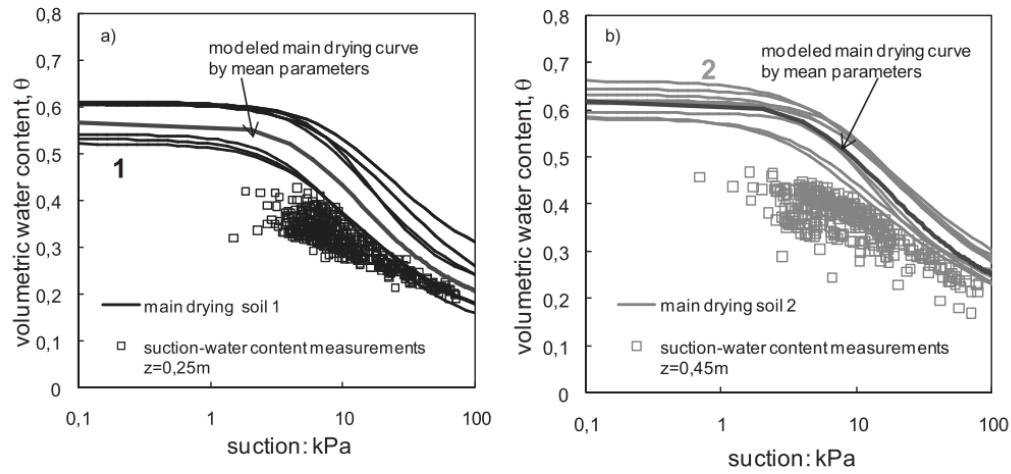 a)
modeled main drying curve
by mean parameters
volumetric water content, θ
0,8
0,7
0,6
0,5
0,4
0,3
0,2
0,1
0
1
main drying soil 1
suction-water content measurements
z=0,25m
0,1
1
10
100
suction: kPa
b)
2
modeled main drying curve
by mean parameters
volumetric water content, θ
0,8
0,7
0,6
0,5
0,4
0,3
0,2
0,1
0
main drying soil 2
suction-water content measurements
z=0,45m
0,1
1
10
100
suction: kPa